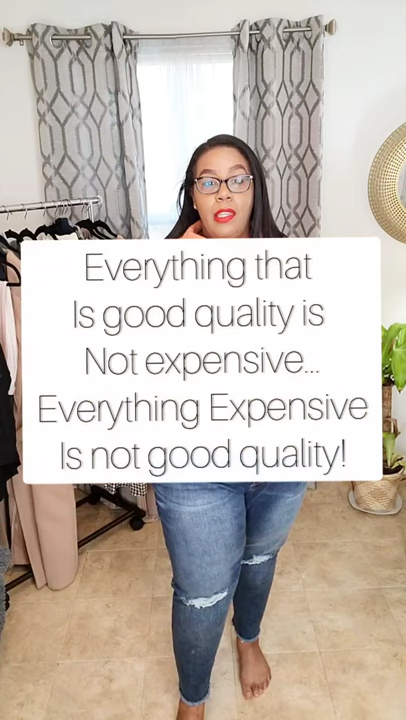 Everything that
Is good quality is
Not expensive...
Everything Expensive
Is not good quality!